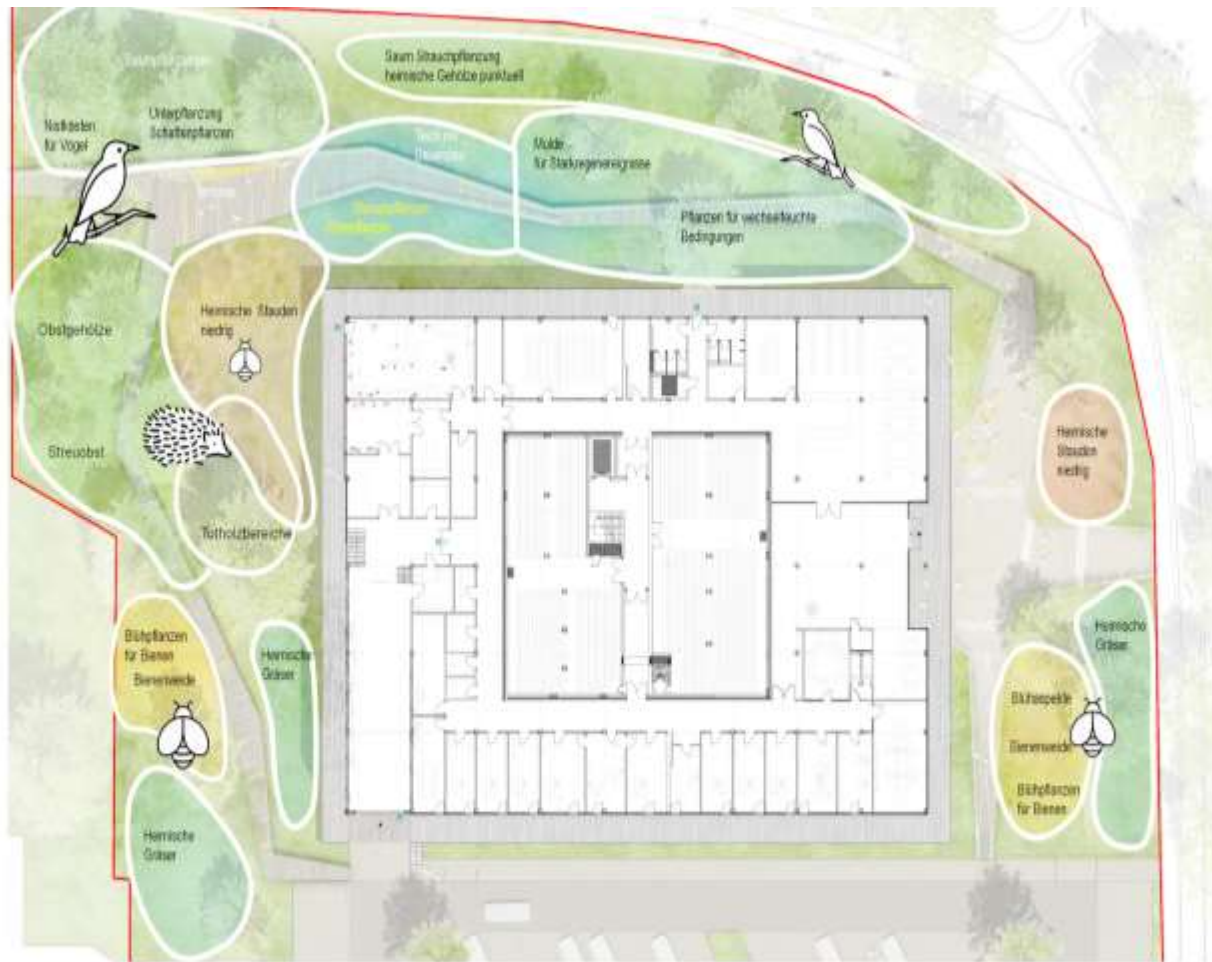 Saum Strauchpflanzung
heimische Gehölze punktuell
Nistkästen
für Vögel
Unterpflanzung
Schattenpflanzen
Mulde
für Starkregenereignisse
Pflanzen für wechselfeuchte
Bedingungen
Obstgehölze
Heimische Stauden
niedrig
Streuobst
Totholzbereiche
Heimische
Stauden
niedrig
Blühpflanzen
für Bienen
Bienenweide
Heimische
Gräser
Heimische
Gräser
Heimische
Gräser
Blühaspekte
Bienenweide
Blühpflanzen
für Bienen